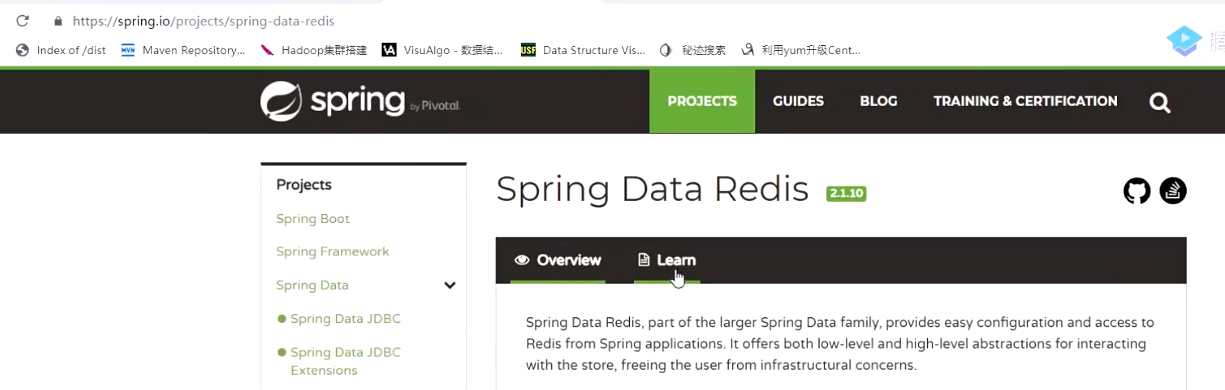 https://spring.io/projects/spring-data-redis
Index of /dist
Maven Repository...
Hadoop集群搭建
VA
VisuAlgo - 数据结...
USF
Data Structure Vis...
秘迹搜索
利用yum升级Cent...
spring by Pivotal.
PROJECTS
GUIDES
BLOG
TRAINING & CERTIFICATION
Projects
Spring Boot
Spring Framework
Spring Data
Spring Data JDBC
Spring Data JDBC
Extensions
Spring Data Redis 2.1.10
Overview
Learn
Spring Data Redis, part of the larger Spring Data family, provides easy configuration and access to
Redis from Spring applications. It offers both low-level and high-level abstractions for interacting
with the store, freeing the user from infrastructural concerns.